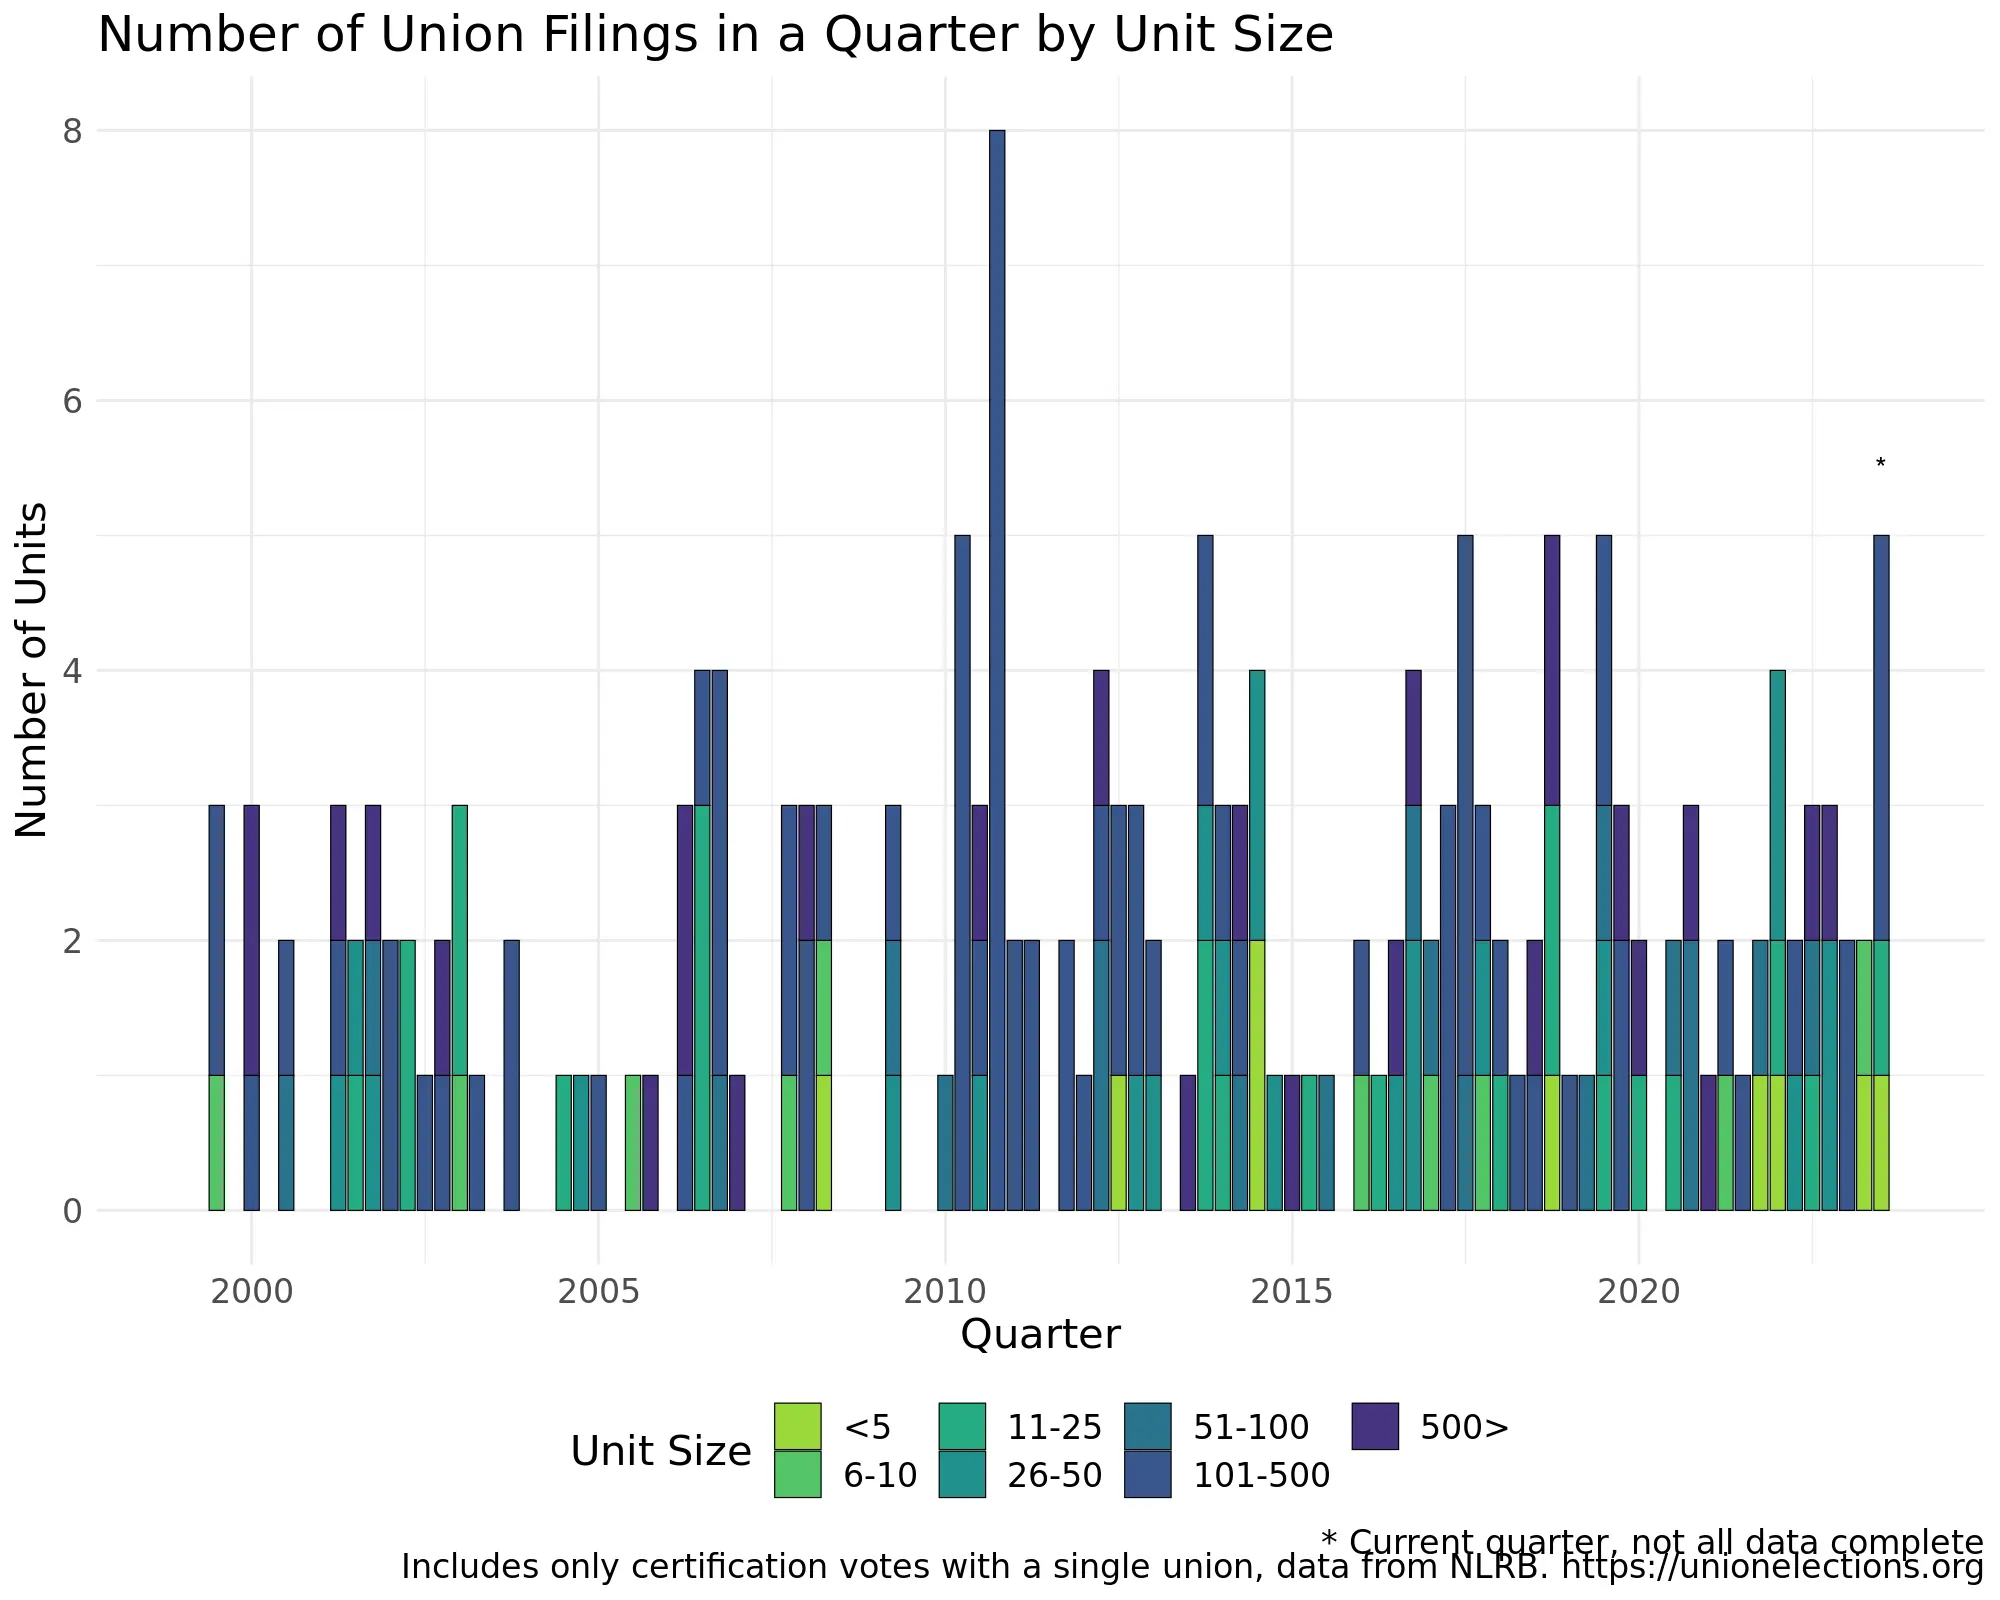 Number of Union Filings in a Quarter by Unit Size
8
6
4
2
0
*
Number of Units
2000 2005 2010 2015 2020
Quarter
Unit Size
<5 11-25 51-100 500>
6-10 26-50 101-500
* Current quarter, not all data complete
Includes only certification votes with a single union, data from NLRB. https://unionelections.org